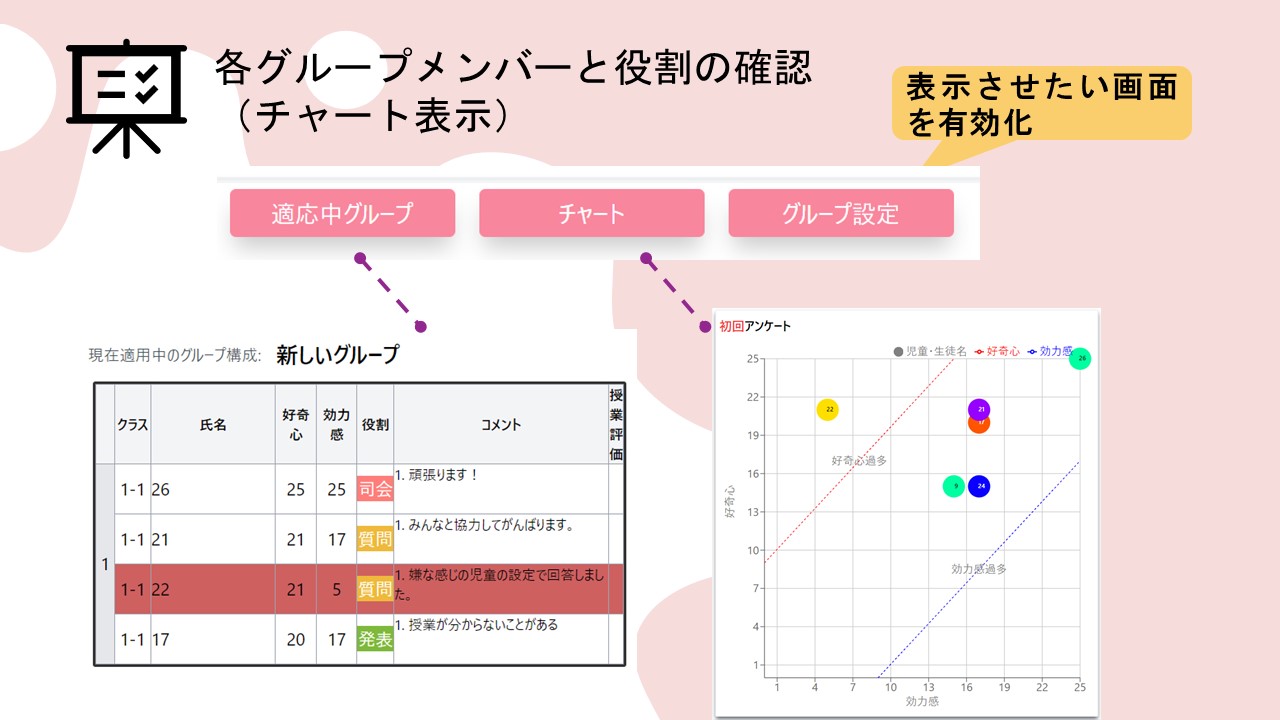 各グループメンバーと役割の確認
（チャート表示）
表示させたい画面
を有効化
適応中グループ
チャート
グループ設定
現在適用中のグループ構成: 新しいグループ
クラス 氏名 好奇心 効力感 役割 コメント 授業評価
1
1-1 26 25 25 司会 1. 頑張ります！
1-1 21 21 17 質問 1. みんなと協力してがんばります。
1-1 22 21 5 質問 1. 嫌な感じの児童の設定で回答しまし
た。
1-1 17 20 17 発表 1. 授業が分からないことがある
初回アンケート
児童・生徒名 好奇心 効力感
26
25
22
22
21
17
19
好奇心過多
16
9
24
13
好奇心
10
効力感過多
7
4
1
1 4 7 10 13 16 19 22 25
効力感